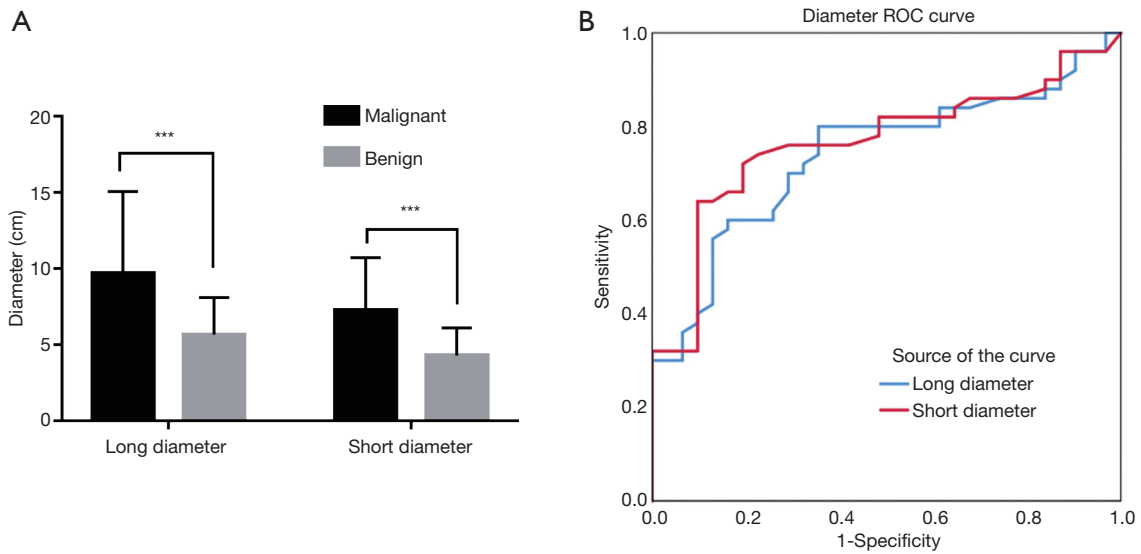 A
Malignant
Benign
***
***
20
15
10
5
0
Diameter (cm)
Long diameter
Short diameter
B
Diameter ROC curve
1.0
0.8
0.6
0.4
0.2
0.0
Sensitivity
Source of the curve
Long diameter
Short diameter
0.0 0.2 0.4 0.6 0.8 1.0
1-Specificity